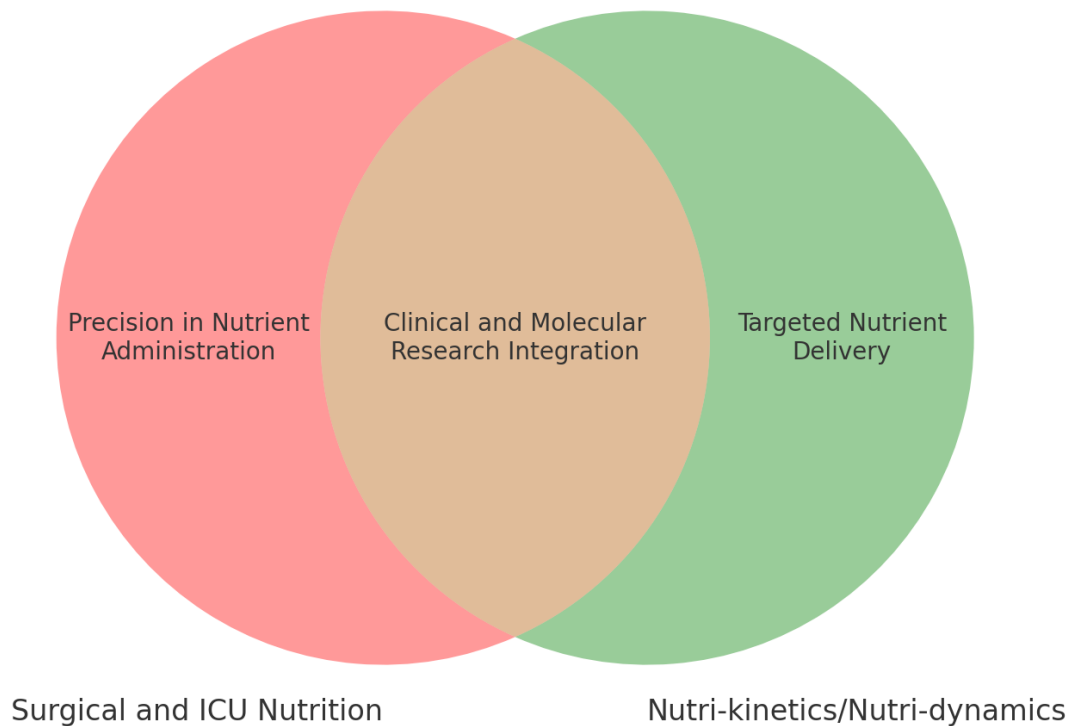 Precision in Nutrient
Administration
Clinical and Molecular
Research Integration
Targeted Nutrient
Delivery
Surgical and ICU Nutrition
Nutri-kinetics/Nutri-dynamics